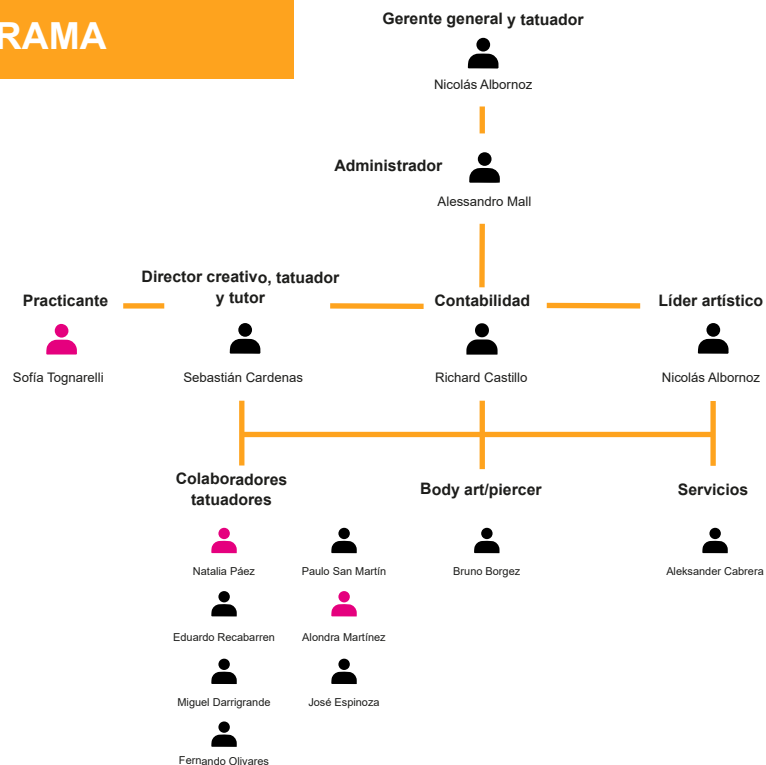 RAMA
Gerente general y tatuador
Nicolás Albornoz
Administrador
Alessandro Mall
Practicante
Sofía Tognarelli
Director creativo, tatuador
y tutor
Sebastián Cardenas
Contabilidad
Richard Castillo
Líder artístico
Nicolás Albornoz
Colaboradores
tatuadores
Natalia Páez
Paulo San Martín
Eduardo Recabarren
Alondra Martínez
Miguel Darrigrande
José Espinoza
Fernando Olivares
Body art/piercer
Bruno Borgez
Servicios
Aleksander Cabrera